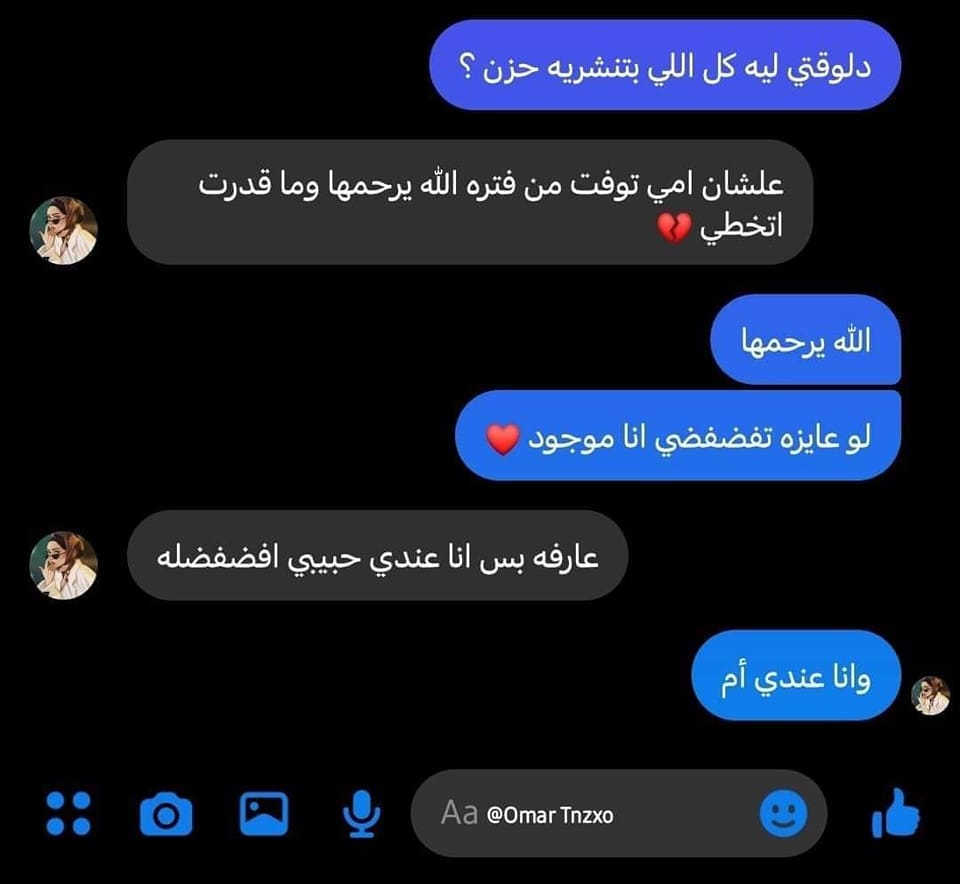 دلوقتي ليه كل اللي بتنشريه حزن ؟
علشان امي توفت من فتره الله يرحمها وما قدرت
اتخطي 💔
الله يرحمها
لو عايزه تفضفضي انا موجود ❤️
عارفه بس انا عندي حبيبي افضفضله
وانا عندي أم
Aa @Omar Tnzxo